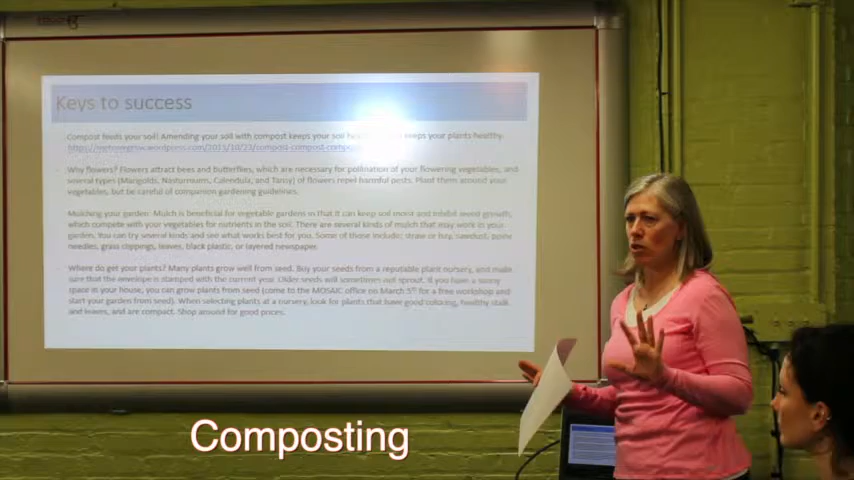 Keys to success
Compost feeds your soil! Amending your soil with compost keeps your soil keeps your plants healthy.
Why flowers? Flowers attract bees and butterflies, which are necessary for pollination of your flowering vegetables, and
several types (Marigolds, Nasturtiums, Calendula, and Tansy) of flowers repel harmful pests. Plant them around your
vegetables, but be careful of companion gardening guidelines.
Mulching your garden: Mulch is beneficial for vegetable gardens in that it can keep soil moist and inhibit weed growth,
which compete with your vegetables for nutrients in the soil. There are several kinds of mulch that may work in your
garden. You can try several kinds and see what works best for you. Some of these include: straw or hay, sawdust, pine
needles, grass clippings, leaves, black plastic, or layered newspaper.
Where do get your plants? Many plants grow well from seed. Buy your seeds from a reputable plant nursery, and make
sure that the envelope is stamped with the current year. Older seeds will sometimes not sprout. If you have a sunny
space in your house, you can grow plants from seed (come to the MOSAIC office on March 5th for a free workshop and
start your garden from seed). When selecting plants at a nursery, look for plants that have good coloring, healthy stalk
and leaves, and are compact. Shop around for good prices.
Composting